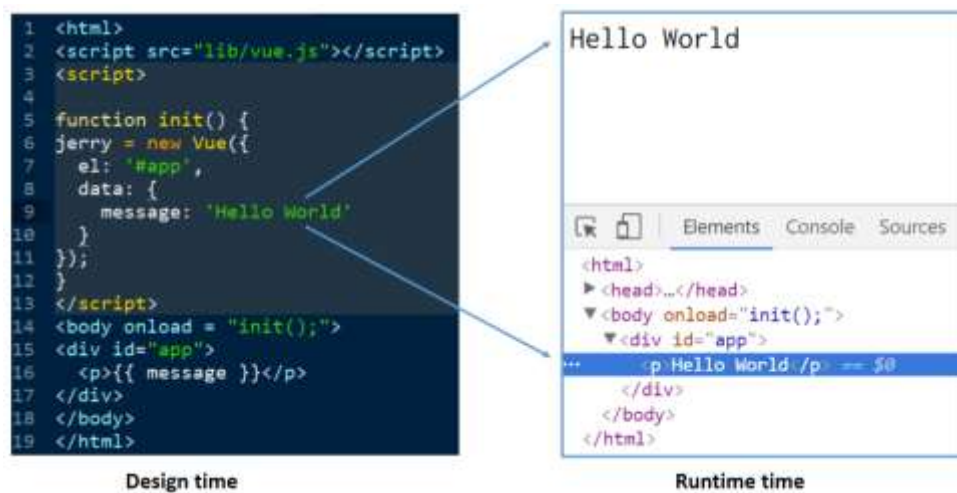 1 <html>
2 <script src="lib/vue.js"></script>
3 <script>
4
5 function init() {
6 jerry = new Vue({
7 el: '#app',
8 data: {
9 message: 'Hello World'
10 }
11 });
12 }
13 </script>
14 <body onload = "init();">
15 <div id="app">
16 <p>{{ message }}</p>
17 </div>
18 </body>
19 </html>
Design time
Hello World
Elements Console Sources
<html>
<head>…</head>
<body onload="init();">
<div id="app">
… <p>Hello World</p> == $0
</div>
</body>
</html>
Runtime time